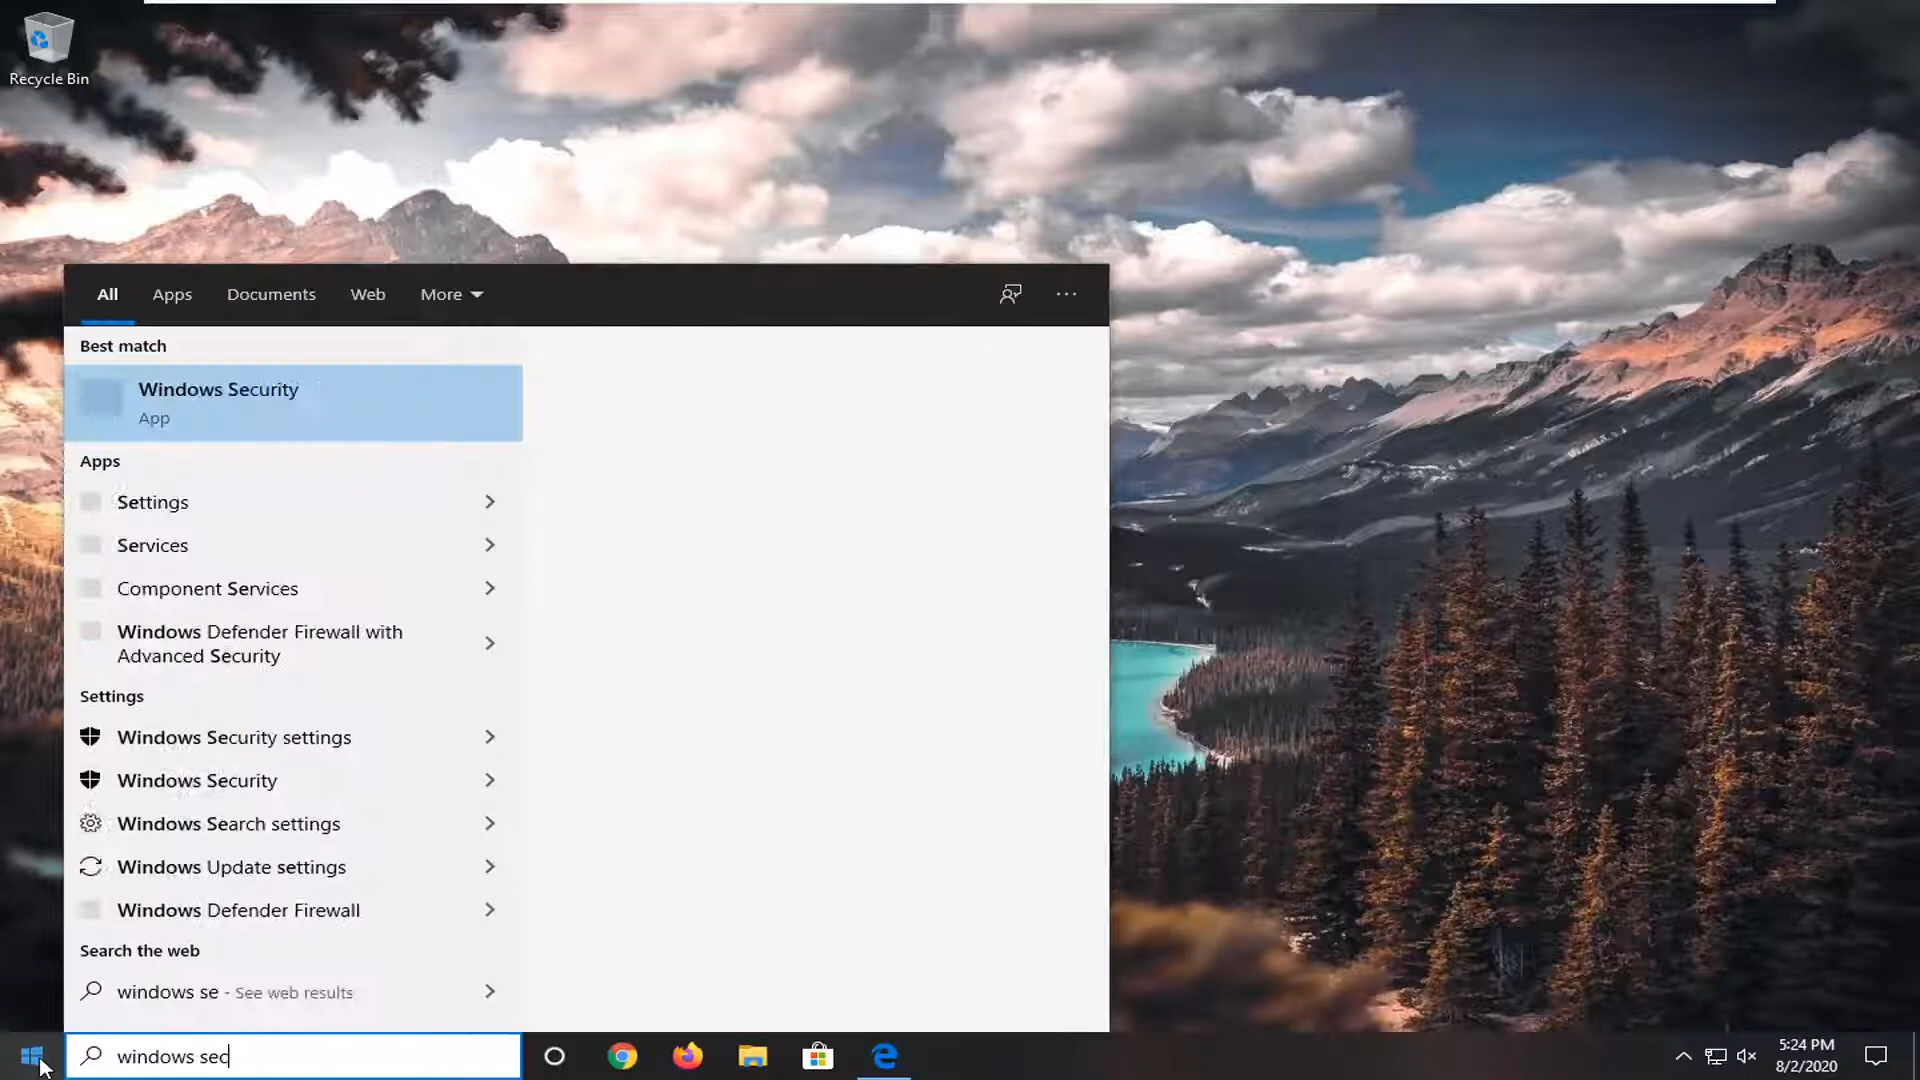 Recycle Bin
All Apps Documents Web More
Best match
Windows Security
App
Apps
Settings
Services
Component Services
Windows Defender Firewall with
Advanced Security
Settings
Windows Security settings
Windows Security
Windows Search settings
Windows Update settings
Windows Defender Firewall
Search the web
windows se - See web results
windows sec
5:24 PM
8/2/2020